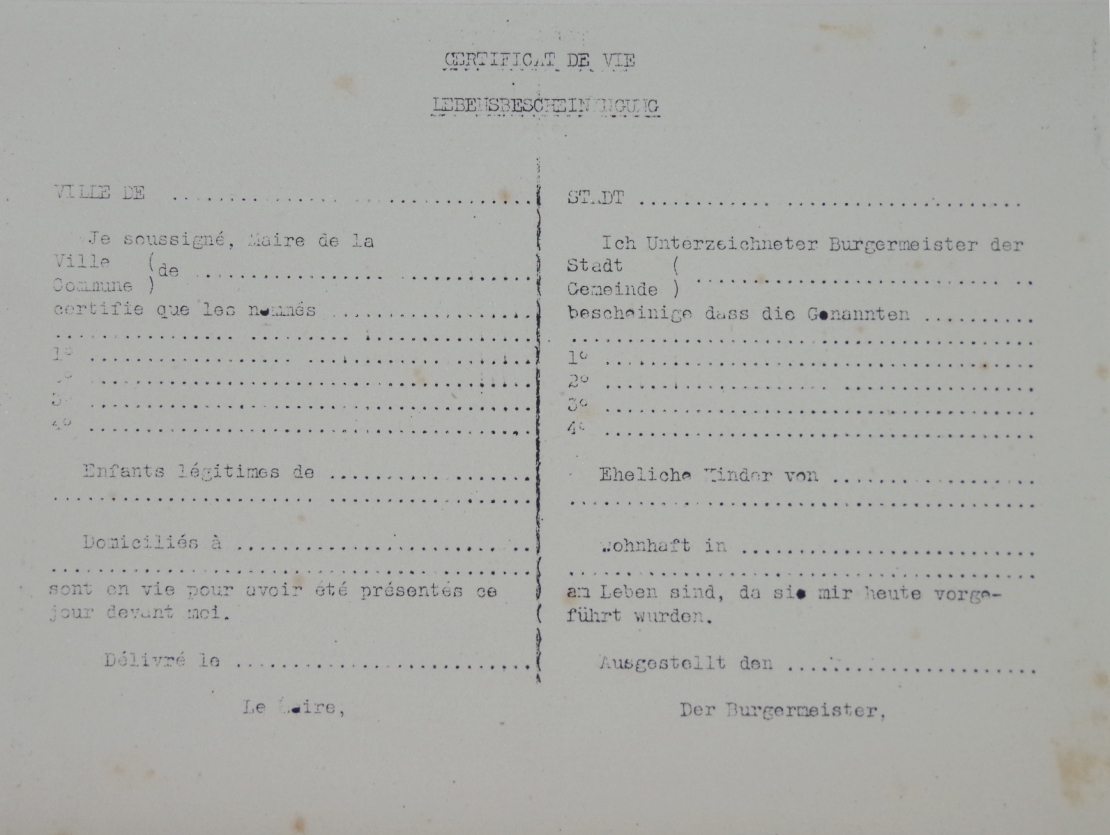 CERTIFICAT DE VIE
LEBENSBESCHEINIGUNG
VILLE DE ..............................
Je soussigné, Maire de la
Ville (
de ..............................
Commune )
certifie que les nommés ..................
........................................
1° .....................................
2° .....................................
3° .....................................
4° .....................................
Enfants légitimes de ..................
........................................
Domiciliés à ..........................
........................................
sont en vie pour avoir été présentés ce
jour devant moi.
Délivré le ..........................
Le Maire,
STADT .................................
Ich Unterzeichneter Burgermeister der
Stadt (
..............................
Gemeinde )
bescheinige dass die Genannten ..........
........................................
1° .....................................
2° .....................................
3° .....................................
4° .....................................
Eheliche Kinder von ..................
........................................
wohnhaft in ..........................
........................................
am Leben sind, da sie mir heute vorge-
führt wurden.
Ausgestellt den ......................
Der Burgermeister,